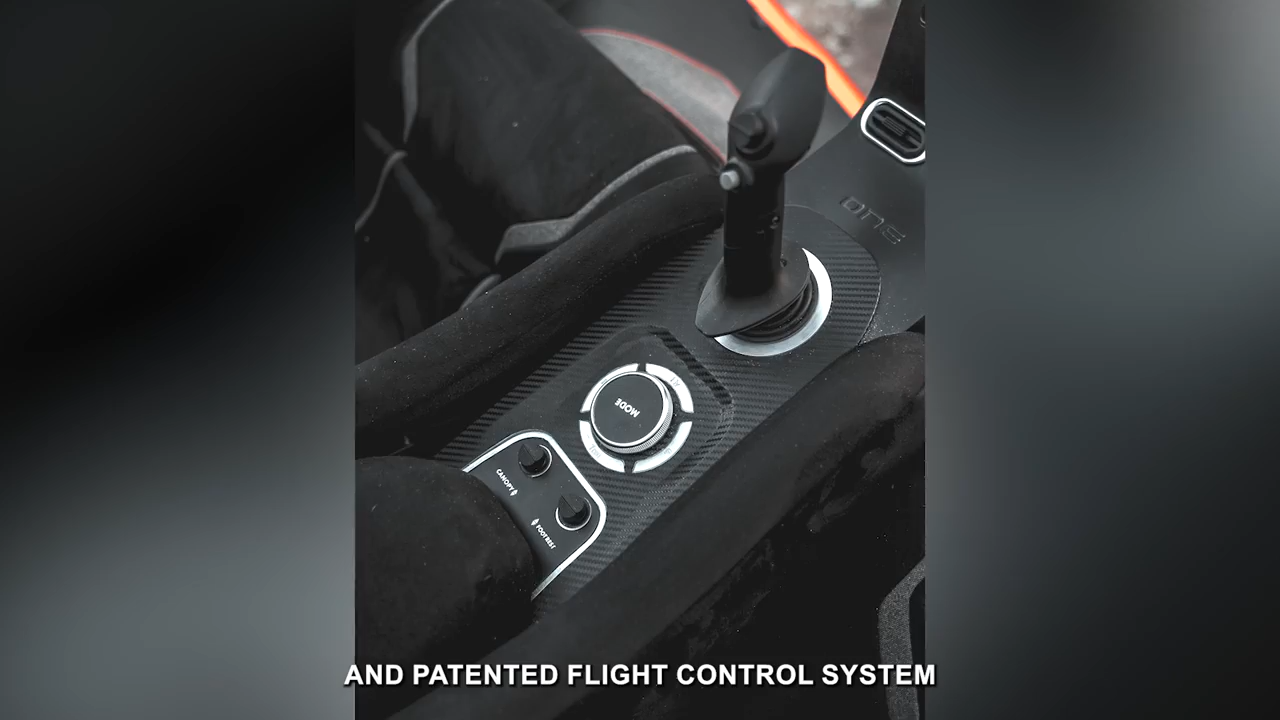 ONE
MODE
CANOPY
FOOTREST
AND PATENTED FLIGHT CONTROL SYSTEM